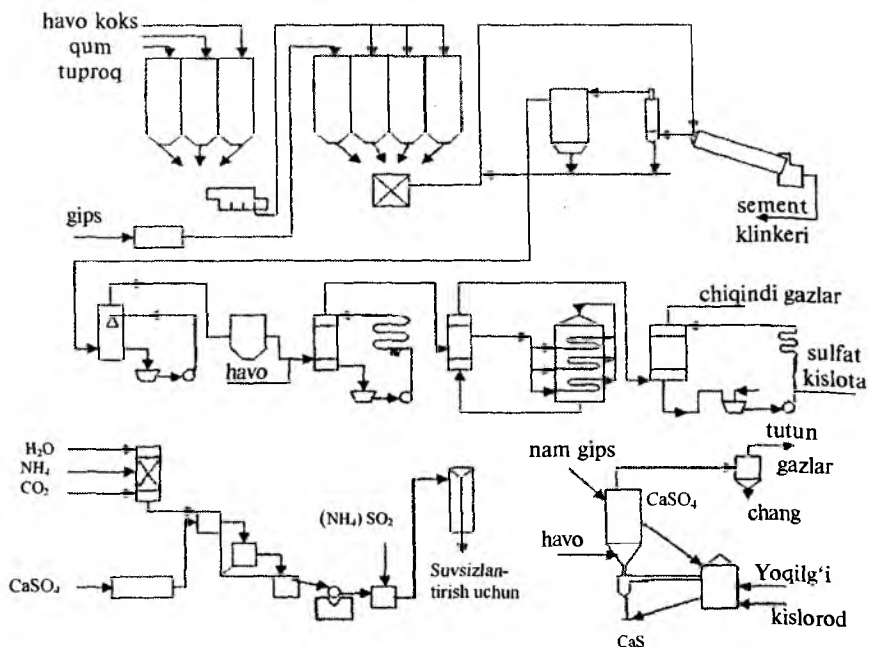 havo koks
qum
tuproq
gips
sement
klinkeri
chiqindi gazlar
havo
sulfat
kislota
H₂O
NH₄
CO₂
CaSO₄
(NH₄) SO₂
Suvsizlan-
tirish uchun
nam gips
CaSO₄
tutun
gazlar
chang
havo
Yoqilg‘i
kislorod
CaS